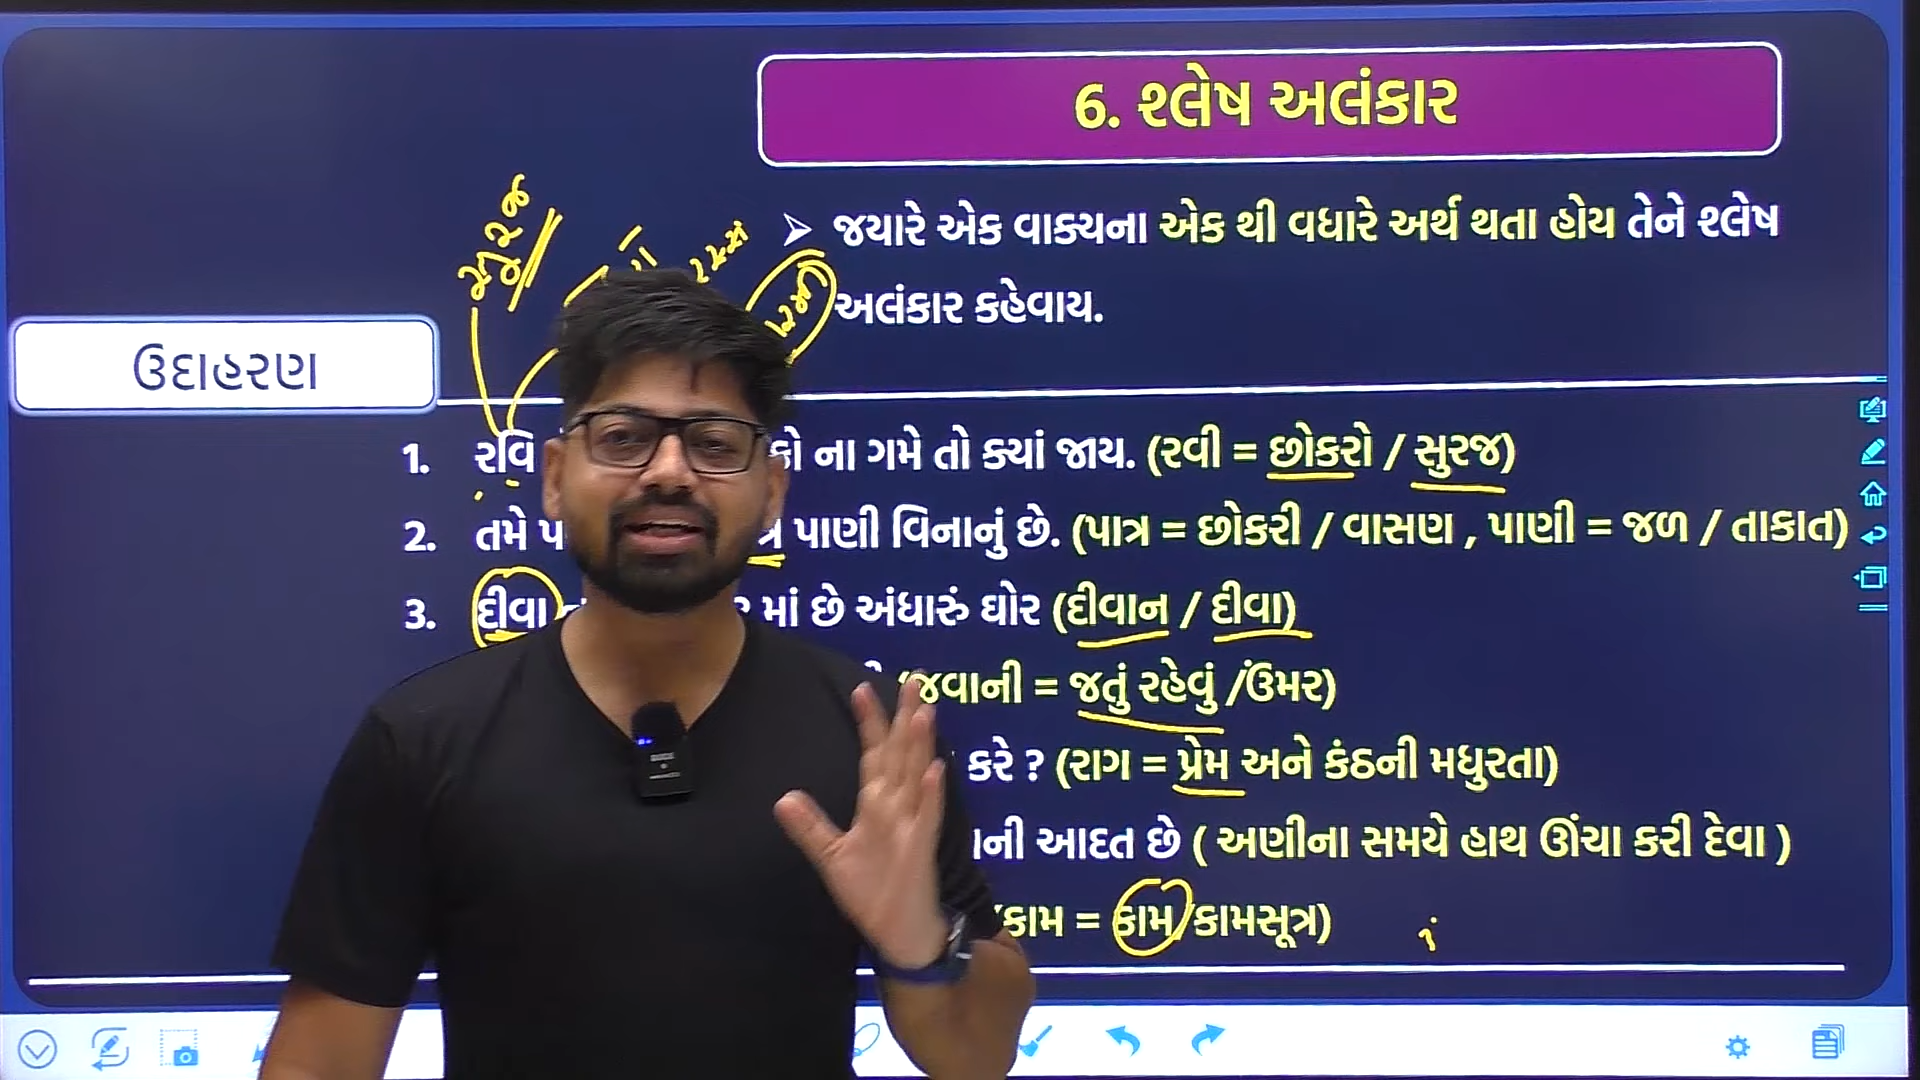 6. શ્લેષ અલંકાર
➤ જયારે એક વાક્યના એક થી વધારે અર્થ થતા હોય તેને શ્લેષ
અલંકાર કહેવાય.
સૂરજ
ઉદાહરણ
1. રવિ ના ગમે તો ક્યાં જાય. (રવી = છોકરો / સુરજ)
2. તમે પાણી વિનાનું છે. (પાત્ર = છોકરી / વાસણ , પાણી = જળ / તાકાત)
3. દીવા માં છે અંધારું ઘોર (દીવાન / દીવા)
(જવાની = જતું રહેવું /ઉંમર)
કરે ? (રાગ = પ્રેમ અને કંઠની મધુરતા)
આદત છે ( અણીના સમયે હાથ ઊંચા કરી દેવા )
(કામ = કામ/કામસૂત્ર)